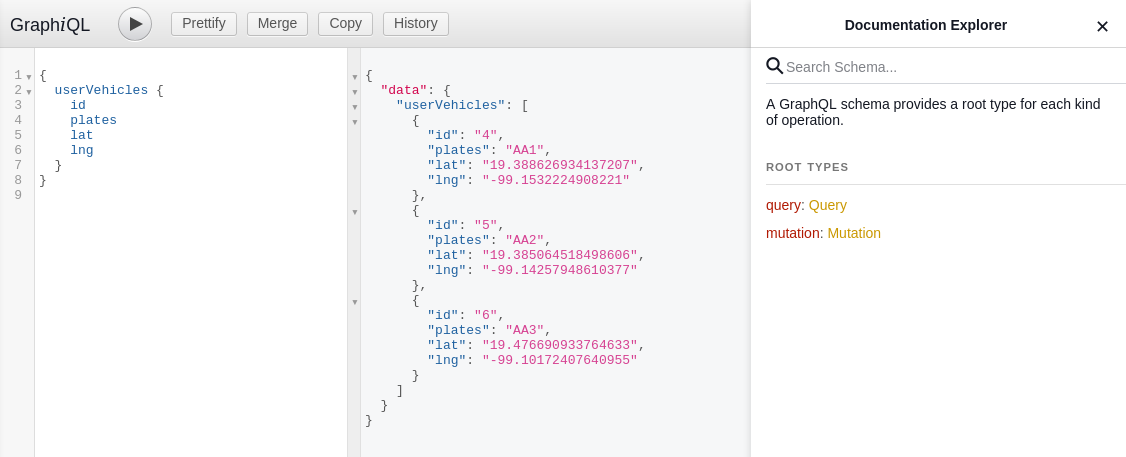 GraphiQL
Prettify
Merge
Copy
History
1 {
2 userVehicles {
3 id
4 plates
5 lat
6 lng
7 }
8 }
9
{
"data": {
"userVehicles": [
{
"id": "4",
"plates": "AA1",
"lat": "19.388626934137207",
"lng": "-99.1532224908221"
},
{
"id": "5",
"plates": "AA2",
"lat": "19.385064518498606",
"lng": "-99.14257948610377"
},
{
"id": "6",
"plates": "AA3",
"lat": "19.476690933764633",
"lng": "-99.10172407640955"
}
]
}
}
Documentation Explorer
Search Schema...
A GraphQL schema provides a root type for each kind
of operation.
ROOT TYPES
query: Query
mutation: Mutation